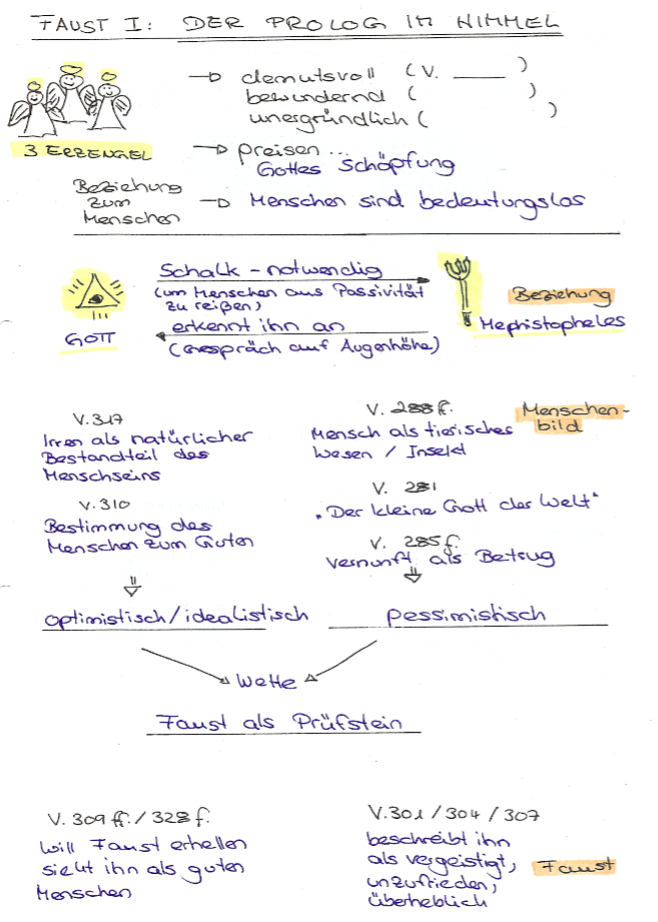 FAUST I: DER PROLOG IM HIMMEL
→ demutsvoll (V. ____ )
bewundernd ( )
unergründlich ( )
3 ERZENGEL
→ preisen ...
Gottes Schöpfung
Beziehung
zum
Menschen
→ Menschen sind bedeutungslos
Schalk - notwendig
(um Menschen aus Passivität
zu reißen)
erkennt ihn an
(Gespräch auf Augenhöhe)
GOTT
Beziehung
Mephistopheles
V. 317
Irren als natürlicher
Bestandteil des
Menschseins
V. 310
Bestimmung des
Menschen zum Guten
V. 288 ff.
Mensch als tierisches
Wesen / Insekt
Menschen-
bild
V. 281
"Der kleine Gott der Welt"
V. 285 f.
Vernunft als Betrug
optimistisch/idealistisch
pessimistisch
Wette
Faust als Prüfstein
V. 309 ff. / 328 f.
will Faust erhellen
sieht ihn als guten
Menschen
V. 301 / 304 / 307
beschreibt ihn
als vergeistigt,
unzufrieden,
überheblich
Faust